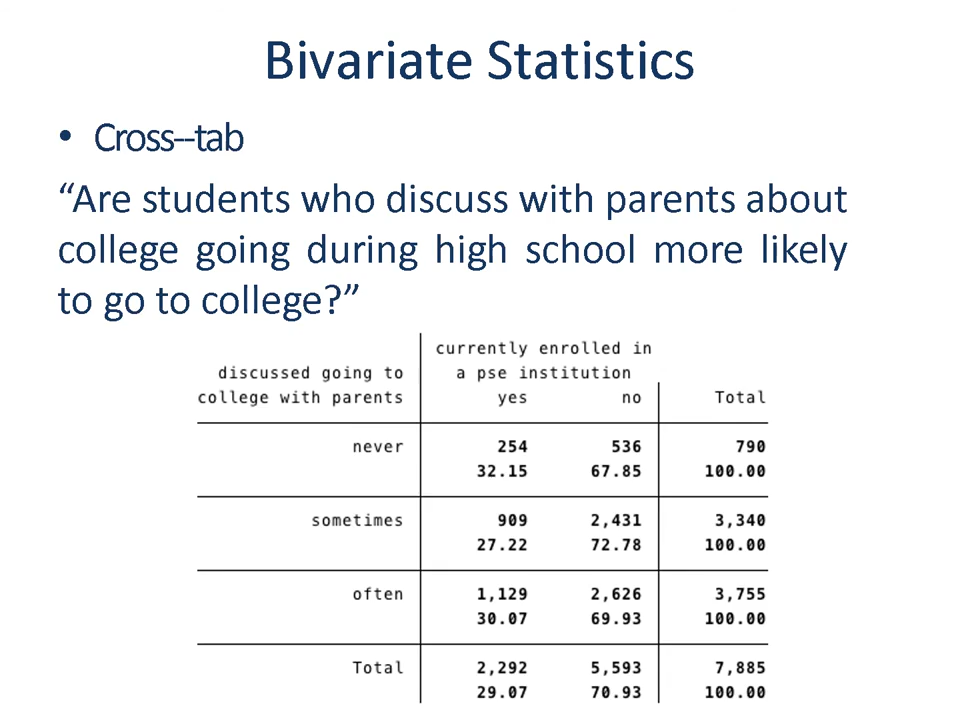 Bivariate Statistics
• Cross--tab
“Are students who discuss with parents about
college going during high school more likely
to go to college?”
currently enrolled in
discussed going to a pse institution
college with parents yes no Total
never 254 536 790
32.15 67.85 100.00
sometimes 909 2,431 3,340
27.22 72.78 100.00
often 1,129 2,626 3,755
30.07 69.93 100.00
Total 2,292 5,593 7,885
29.07 70.93 100.00